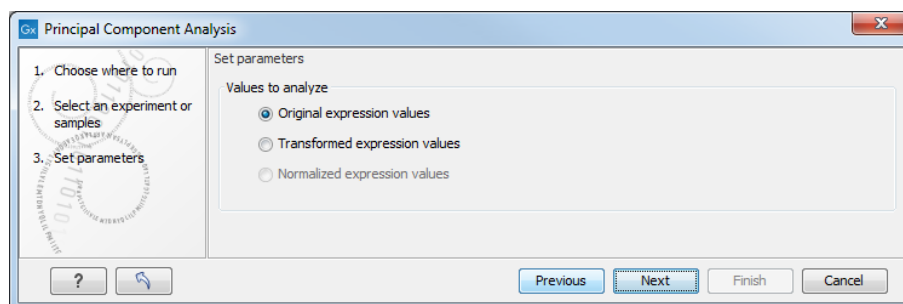 Gx Principal Component Analysis
X
1. Choose where to run
2. Select an experiment or
samples
3. Set parameters
Set parameters
Values to analyze
Original expression values
Transformed expression values
Normalized expression values
?
Previous
Next
Finish
Cancel